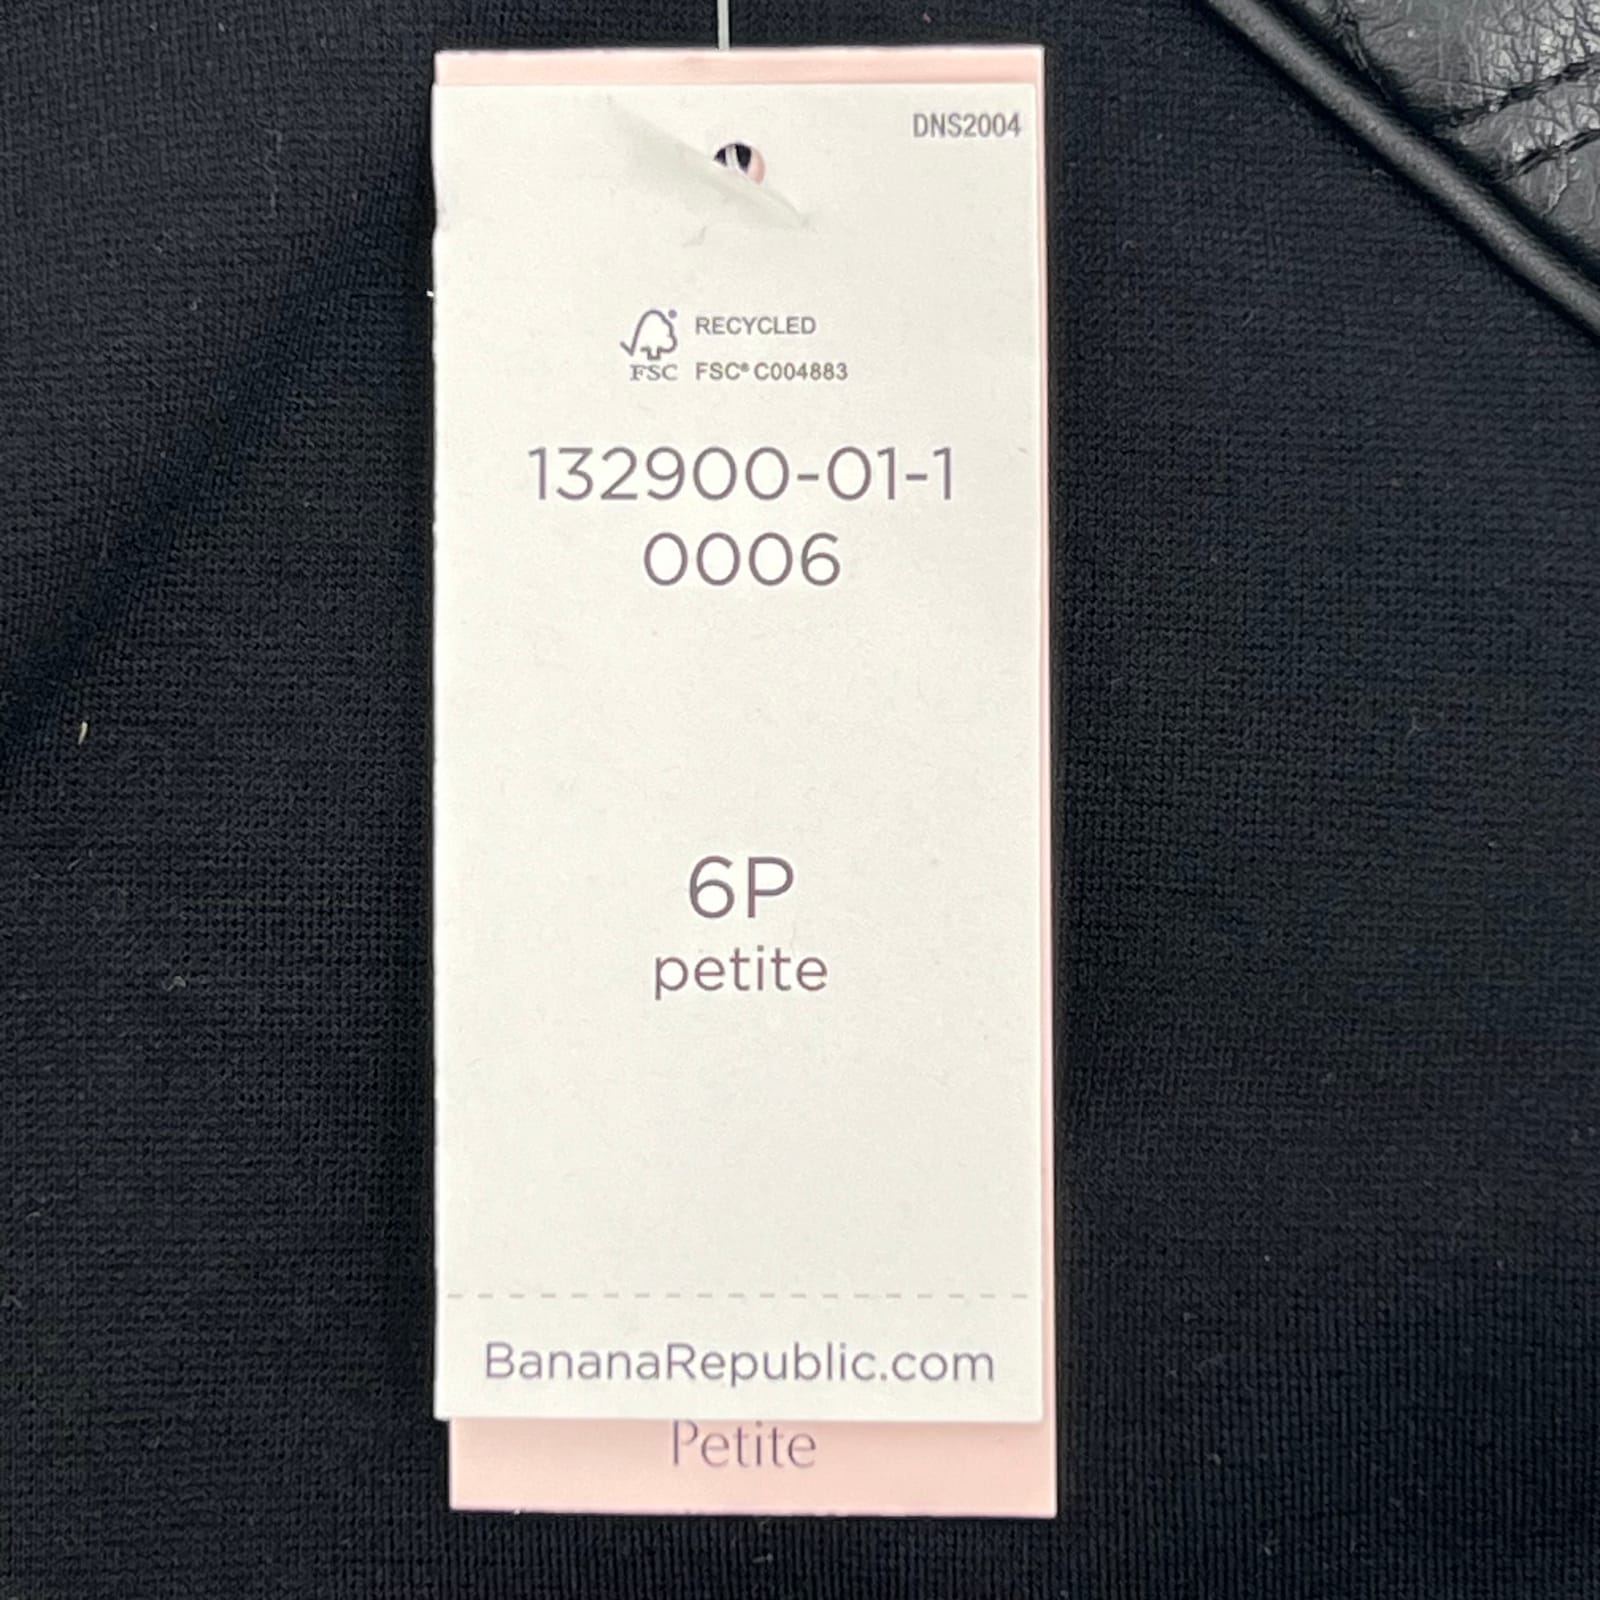 DNS2004
RECYCLED
FSC FSC® C004883
132900-01-1
0006
6P
petite
BananaRepublic.com
Petite